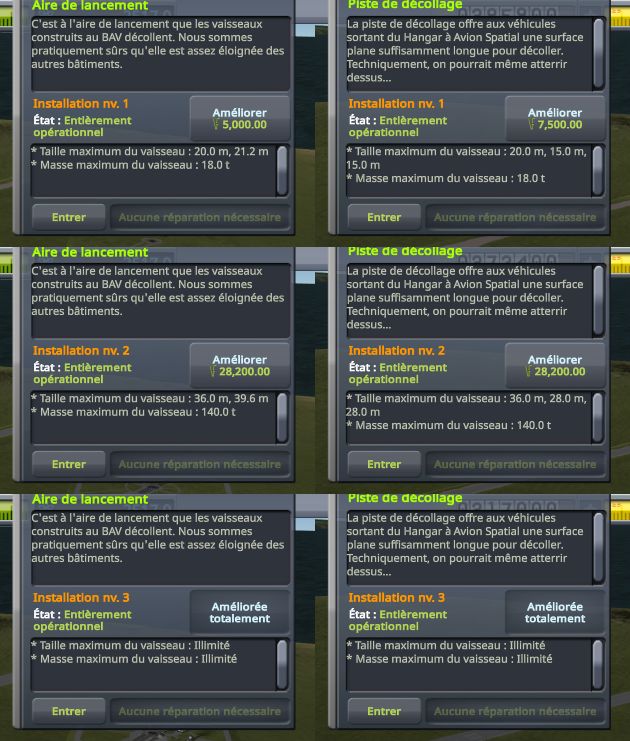 Aire de lancement
C'est à l'aire de lancement que les vaisseaux
construits au BAV décollent. Nous sommes
pratiquement sûrs qu'elle est assez éloignée des
autres bâtiments.
Installation nv. 1
Améliorer
5,000.00
État : Entièrement
opérationnel
* Taille maximum du vaisseau : 20.0 m, 21.2 m
* Masse maximum du vaisseau : 18.0 t
Entrer
Aucune réparation nécessaire
Piste de décollage
La piste de décollage offre aux véhicules
sortant du Hangar à Avion Spatial une surface
plane suffisamment longue pour décoller.
Techniquement, on pourrait même atterrir
dessus...
Installation nv. 1
Améliorer
7,500.00
État : Entièrement
opérationnel
* Taille maximum du vaisseau : 20.0 m, 15.0 m,
15.0 m
* Masse maximum du vaisseau : 18.0 t
Entrer
Aucune réparation nécessaire
Aire de lancement
C'est à l'aire de lancement que les vaisseaux
construits au BAV décollent. Nous sommes
pratiquement sûrs qu'elle est assez éloignée des
autres bâtiments.
Installation nv. 2
Améliorer
28,200.00
État : Entièrement
opérationnel
* Taille maximum du vaisseau : 36.0 m, 39.6 m
* Masse maximum du vaisseau : 140.0 t
Entrer
Aucune réparation nécessaire
Piste de décollage
La piste de décollage offre aux véhicules
sortant du Hangar à Avion Spatial une surface
plane suffisamment longue pour décoller.
Techniquement, on pourrait même atterrir
dessus...
Installation nv. 2
Améliorer
28,200.00
État : Entièrement
opérationnel
* Taille maximum du vaisseau : 36.0 m, 28.0 m,
28.0 m
* Masse maximum du vaisseau : 140.0 t
Entrer
Aucune réparation nécessaire
Aire de lancement
C'est à l'aire de lancement que les vaisseaux
construits au BAV décollent. Nous sommes
pratiquement sûrs qu'elle est assez éloignée des
autres bâtiments.
Installation nv. 3
Améliorée
totalement
État : Entièrement
opérationnel
* Taille maximum du vaisseau : Illimité
* Masse maximum du vaisseau : Illimité
Entrer
Aucune réparation nécessaire
Piste de décollage
La piste de décollage offre aux véhicules
sortant du Hangar à Avion Spatial une surface
plane suffisamment longue pour décoller.
Techniquement, on pourrait même atterrir
dessus...
Installation nv. 3
Améliorée
totalement
État : Entièrement
opérationnel
* Taille maximum du vaisseau : Illimité
* Masse maximum du vaisseau : Illimité
Entrer
Aucune réparation nécessaire